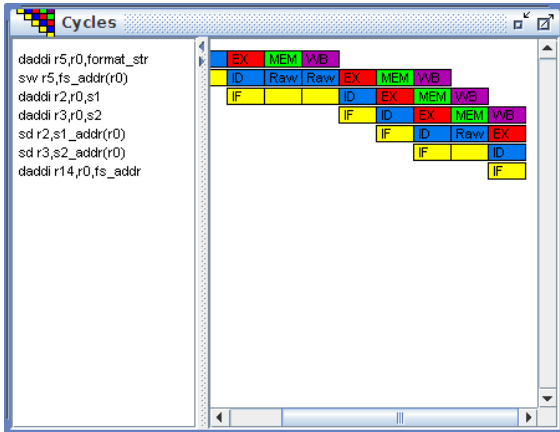 Cycles
daddi r5,r0,format_str
sw r5,fs_addr(r0)
daddi r2,r0,s1
daddi r3,r0,s2
sd r2,s1_addr(r0)
sd r3,s2_addr(r0)
daddi r14,r0,fs_addr
EX MEM WB
ID Raw Raw EX MEM WB
IF ID EX MEM WB
IF ID EX MEM WB
IF ID Raw EX
IF ID
IF